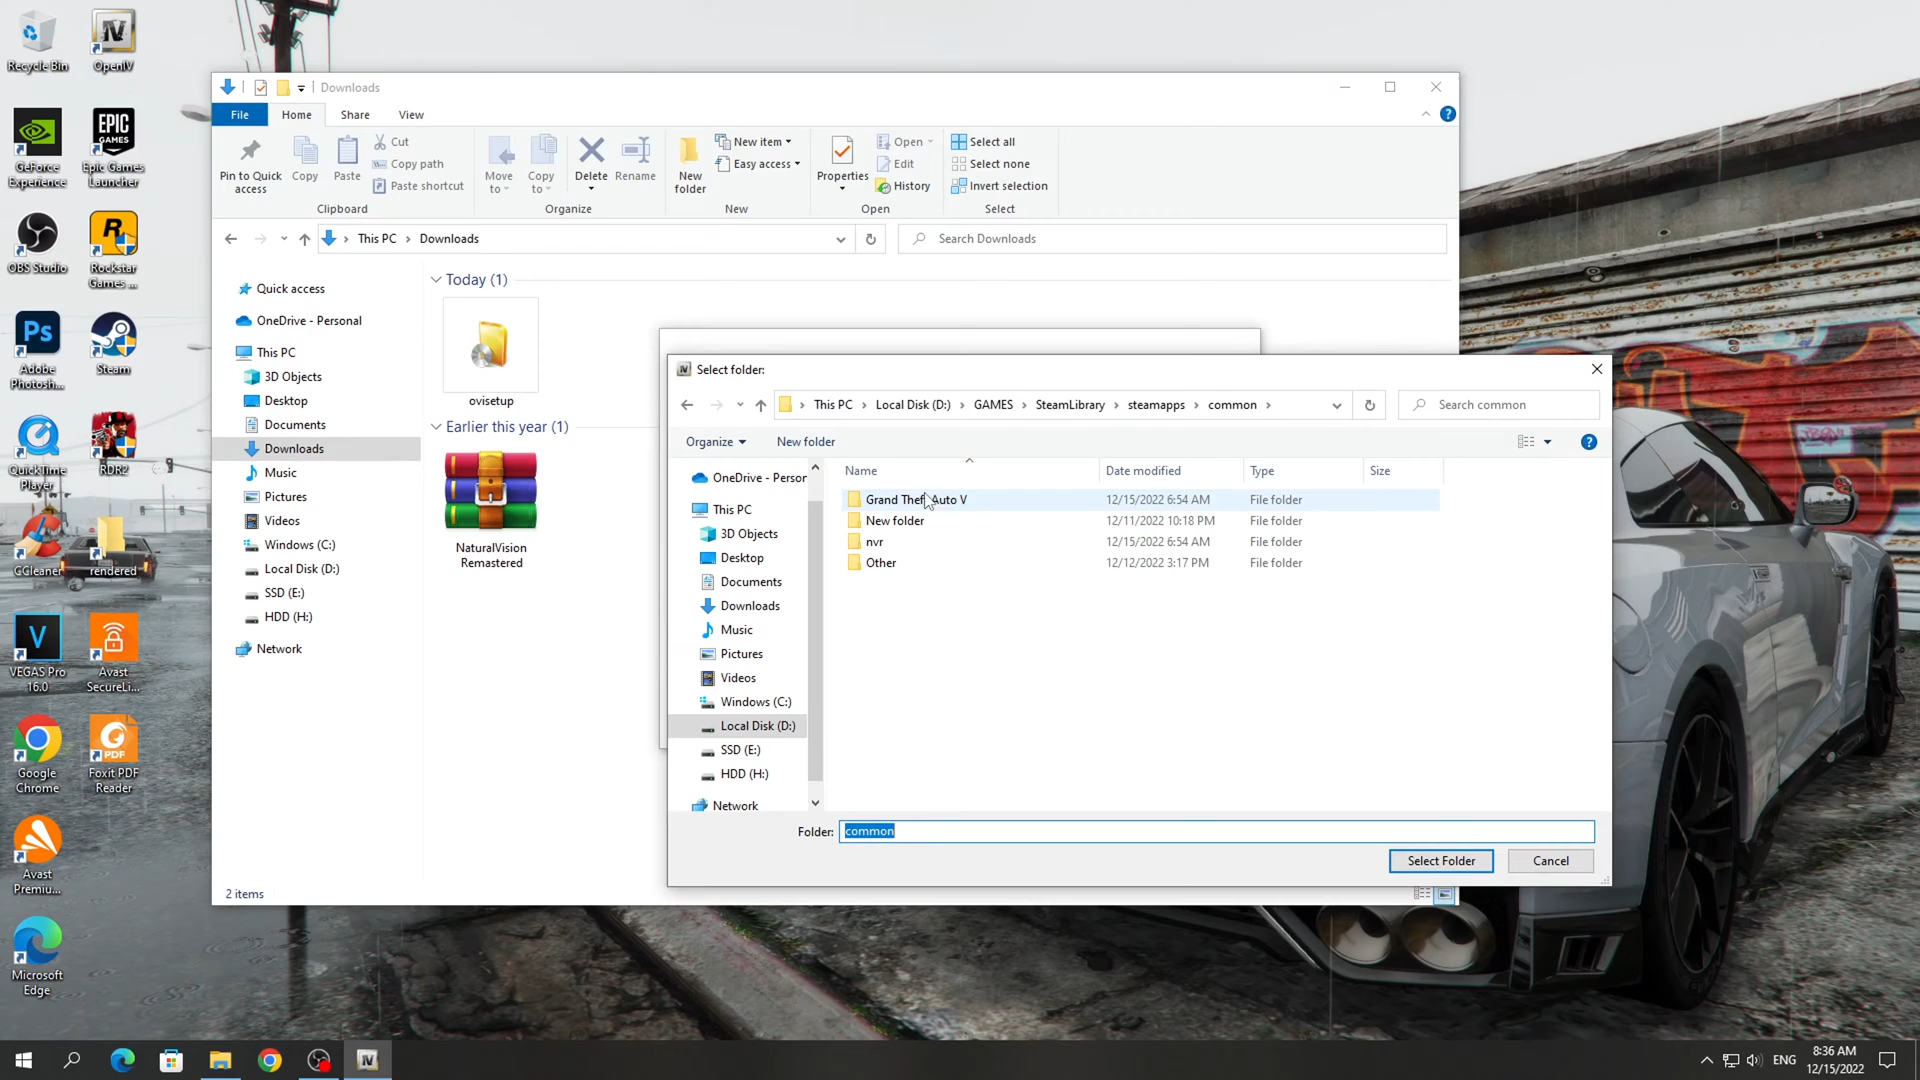 Recycle Bin
OpenIV
GeForce
Experience
Epic Games
Launcher
OBS Studio
Rockstar
Games ...
Adobe
Photosh...
Steam
QuickTime
Player
RDR2
CCleaner
rendered
VEGAS Pro
16.0
Avast
SecureLi...
Google
Chrome
Foxit PDF
Reader
Avast
Premiu...
Microsoft
Edge
Downloads
File
Home
Share
View
Pin to Quick
access
Copy
Paste
Cut
Copy path
Paste shortcut
Move
to
Copy
to
Delete
Rename
New
folder
New item
Easy access
Properties
Open
Edit
History
Select all
Select none
Invert selection
Clipboard
Organize
New
Open
Select
This PC
Downloads
Search Downloads
Quick access
OneDrive - Personal
This PC
3D Objects
Desktop
Documents
Downloads
Music
Pictures
Videos
Windows (C:)
Local Disk (D:)
SSD (E:)
HDD (H:)
Network
Today (1)
ovisetup
Earlier this year (1)
NaturalVision
Remastered
2 items
Select folder:
This PC
Local Disk (D:)
GAMES
SteamLibrary
steamapps
common
Search common
Organize
New folder
OneDrive - Person
This PC
3D Objects
Desktop
Documents
Downloads
Music
Pictures
Videos
Windows (C:)
Local Disk (D:)
SSD (E:)
HDD (H:)
Network
Name
Date modified
Type
Size
Grand Theft Auto V
12/15/2022 6:54 AM
File folder
New folder
12/11/2022 10:18 PM
File folder
nvr
12/15/2022 6:54 AM
File folder
Other
12/12/2022 3:17 PM
File folder
Folder:
common
Select Folder
Cancel
ENG
8:36 AM
12/15/2022